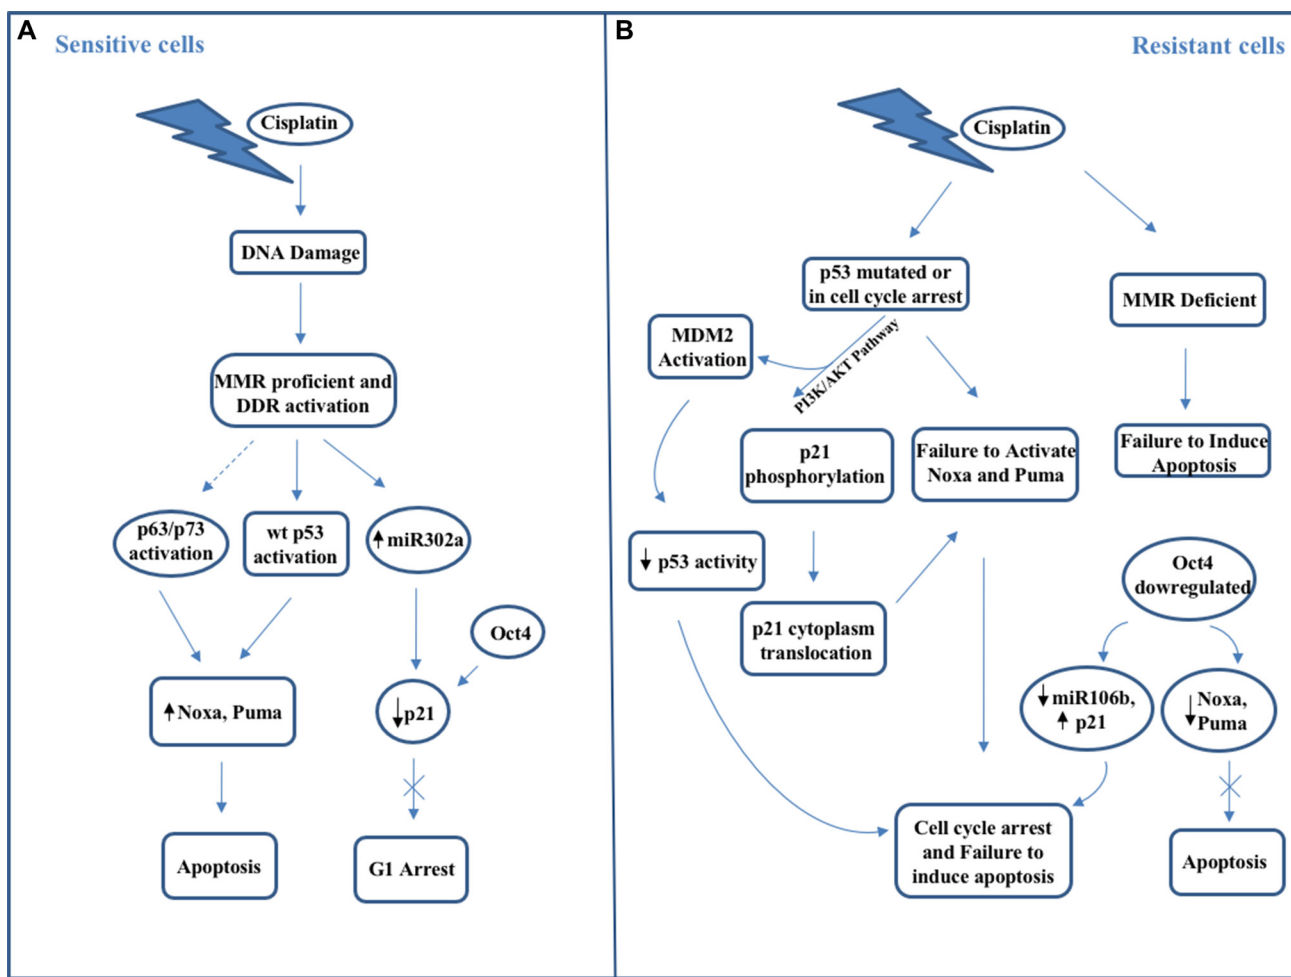 A
Sensitive cells
Cisplatin
DNA Damage
MMR proficient and
DDR activation
p63/p73
activation
wt p53
activation
miR302a
Oct4
Noxa, Puma
p21
Apoptosis
G1 Arrest
B
Resistant cells
Cisplatin
p53 mutated or
in cell cycle arrest
MMR Deficient
MDM2
Activation
PI3K/AKT Pathway
p21
phosphorylation
Failure to Activate
Noxa and Puma
Failure to Induce
Apoptosis
p53 activity
p21 cytoplasm
translocation
Oct4
dowregulated
miR106b,
p21
Noxa,
Puma
Cell cycle arrest
and Failure to
induce apoptosis
Apoptosis